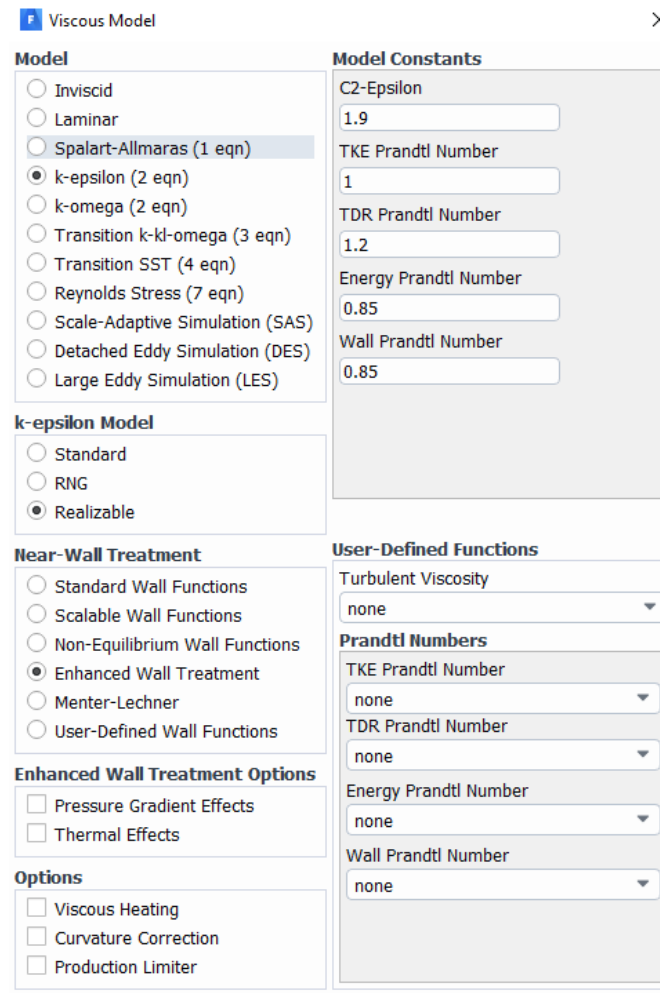 Viscous Model
Model
Inviscid
Laminar
Spalart-Allmaras (1 eqn)
k-epsilon (2 eqn)
k-omega (2 eqn)
Transition k-kl-omega (3 eqn)
Transition SST (4 eqn)
Reynolds Stress (7 eqn)
Scale-Adaptive Simulation (SAS)
Detached Eddy Simulation (DES)
Large Eddy Simulation (LES)
k-epsilon Model
Standard
RNG
Realizable
Near-Wall Treatment
Standard Wall Functions
Scalable Wall Functions
Non-Equilibrium Wall Functions
Enhanced Wall Treatment
Menter-Lechner
User-Defined Wall Functions
Enhanced Wall Treatment Options
Pressure Gradient Effects
Thermal Effects
Options
Viscous Heating
Curvature Correction
Production Limiter
Model Constants
C2-Epsilon
1.9
TKE Prandtl Number
1
TDR Prandtl Number
1.2
Energy Prandtl Number
0.85
Wall Prandtl Number
0.85
User-Defined Functions
Turbulent Viscosity
none
Prandtl Numbers
TKE Prandtl Number
none
TDR Prandtl Number
none
Energy Prandtl Number
none
Wall Prandtl Number
none